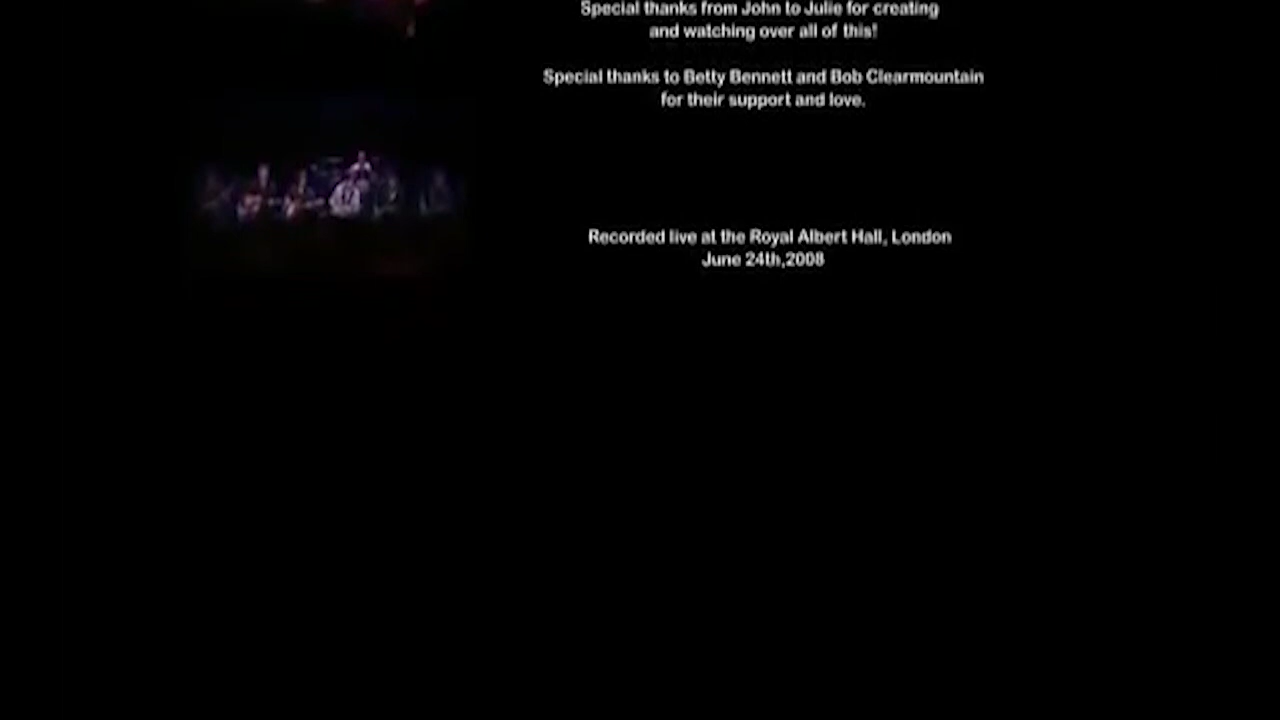 Special thanks from John to Julie for creating
and watching over all of this!
Special thanks to Betty Bennett and Bob Clearmountain
for their support and love.
Recorded live at the Royal Albert Hall, London
June 24th,2008